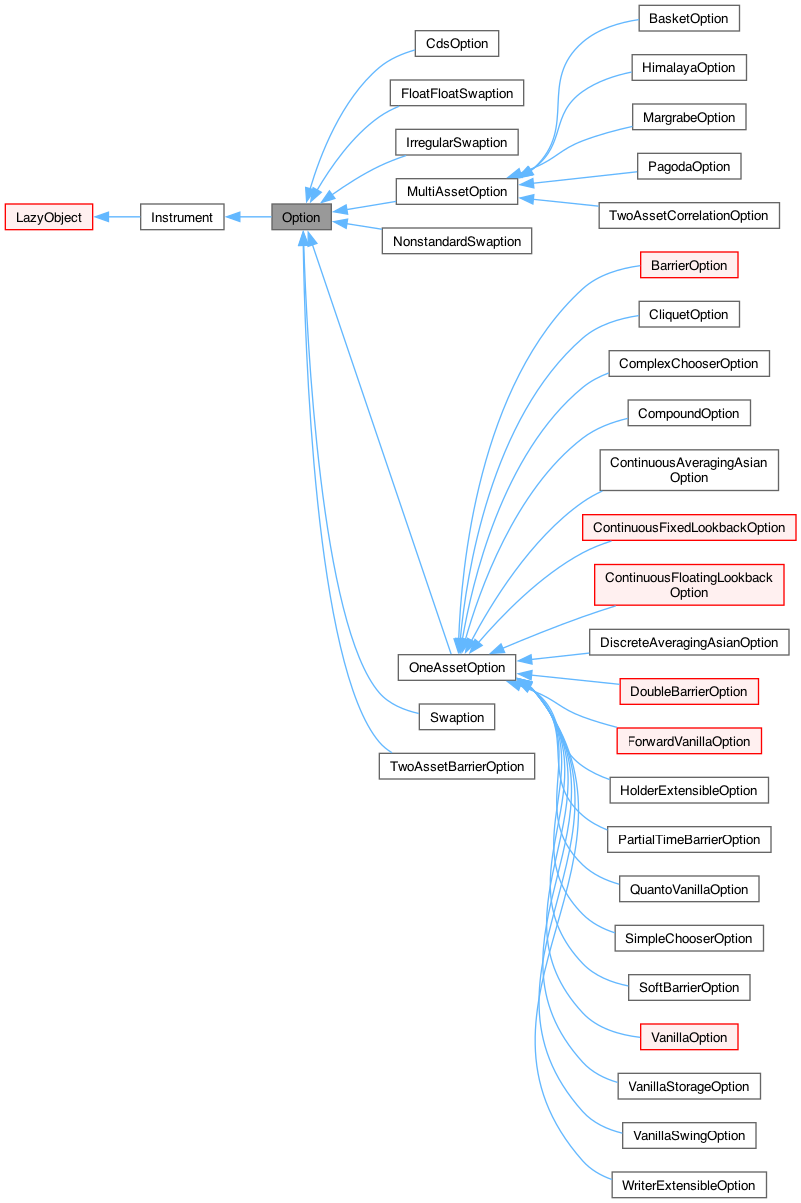 BasketOption
CdsOption
HimalayaOption
FloatFloatSwaption
MargrabeOption
IrregularSwaption
PagodaOption
MultiAssetOption
LazyObject
Instrument
Option
TwoAssetCorrelationOption
NonstandardSwaption
BarrierOption
CliquetOption
ComplexChooserOption
CompoundOption
ContinuousAveragingAsian
Option
ContinuousFixedLookbackOption
ContinuousFloatingLookback
Option
DiscreteAveragingAsianOption
OneAssetOption
DoubleBarrierOption
Swaption
ForwardVanillaOption
TwoAssetBarrierOption
HolderExtensibleOption
PartialTimeBarrierOption
QuantoVanillaOption
SimpleChooserOption
SoftBarrierOption
VanillaOption
VanillaStorageOption
VanillaSwingOption
WriterExtensibleOption